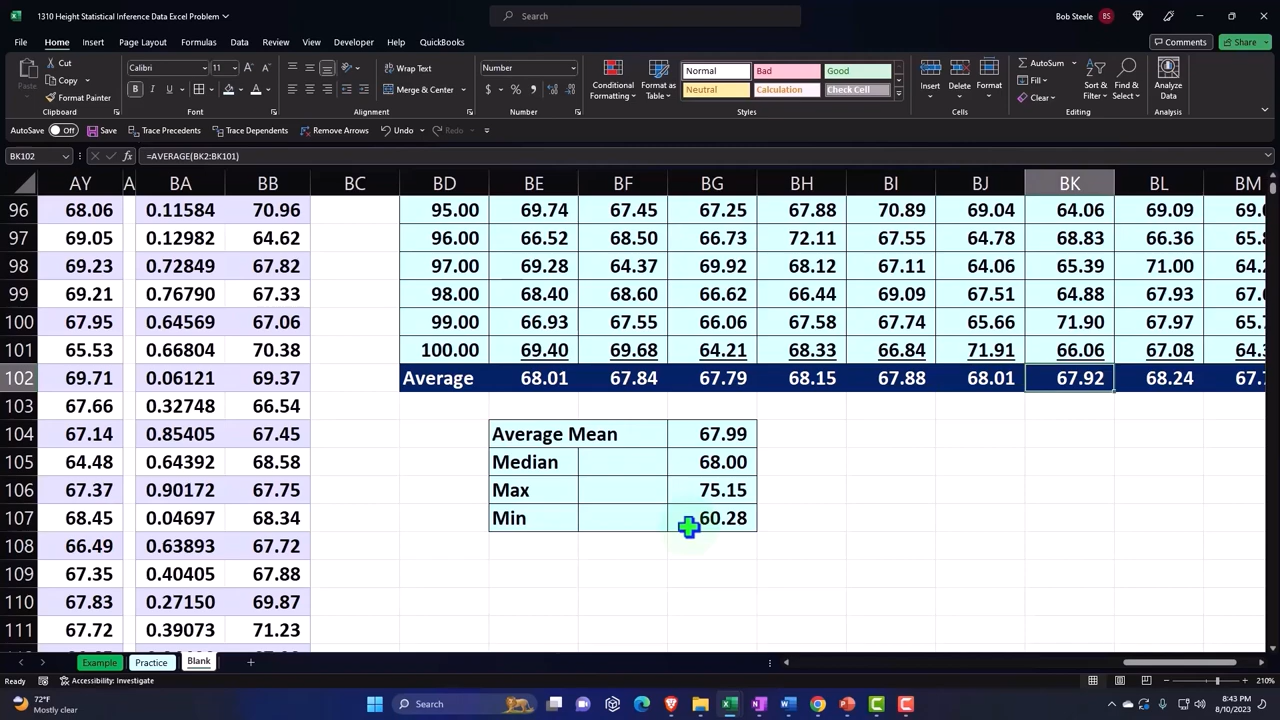 1310 Height Statistical Inference Data Excel Problem
Search
Bob Steele BS
File Home Insert Page Layout Formulas Data Review View Developer Automate Help QuickBooks
Comments Share
Paste
Cut
Copy
Format Painter
Clipboard
Calibri 11
B I U
Font
Wrap Text
Merge & Center
Alignment
Number
$ % 9
Number
Conditional Formatting
Format as Table
Normal Bad Good
Neutral Calculation Check Cell
Styles
Insert Delete Format
Cells
AutoSum
Fill
Clear
Sort & Filter
Find & Select
Editing
Analyze Data
Analysis
AutoSave Off Save Trace Precedents Trace Dependents Remove Arrows Undo Redo
BK102 fx =AVERAGE(BK2:BK101)
AY A BA BB BC BD BE BF BG BH BI BJ BK BL BM
96 68.06 0.11584 70.96 95.00 69.74 67.45 67.25 67.88 70.89 69.04 64.06 69.09
97 69.05 0.12982 64.62 96.00 66.52 68.50 66.73 72.11 67.55 64.78 68.83 66.36
98 69.23 0.72849 67.82 97.00 69.28 64.37 69.92 68.12 67.11 64.06 65.39 71.00
99 69.21 0.76790 67.33 98.00 68.40 68.60 66.62 66.44 69.09 67.51 64.88 67.93
100 67.95 0.64569 67.06 99.00 66.93 67.55 66.06 67.58 67.74 65.66 71.90 67.97
101 65.53 0.66804 70.38 100.00 69.40 69.68 64.21 68.33 66.84 71.91 66.06 67.08
102 69.71 0.06121 69.37 Average 68.01 67.84 67.79 68.15 67.88 68.01 67.92 68.24
103 67.66 0.32748 66.54
104 67.14 0.85405 67.45 Average Mean 67.99
105 64.48 0.64392 68.58 Median 68.00
106 67.37 0.90172 67.75 Max 75.15
107 68.45 0.04697 68.34 Min 60.28
108 66.49 0.63893 67.72
109 67.35 0.40405 67.88
110 67.83 0.27150 69.87
111 67.72 0.39073 71.23
Example Practice Blank
Ready Accessibility: Investigate 210%
72°F
Mostly clear
Search
8:43 PM
8/10/2023